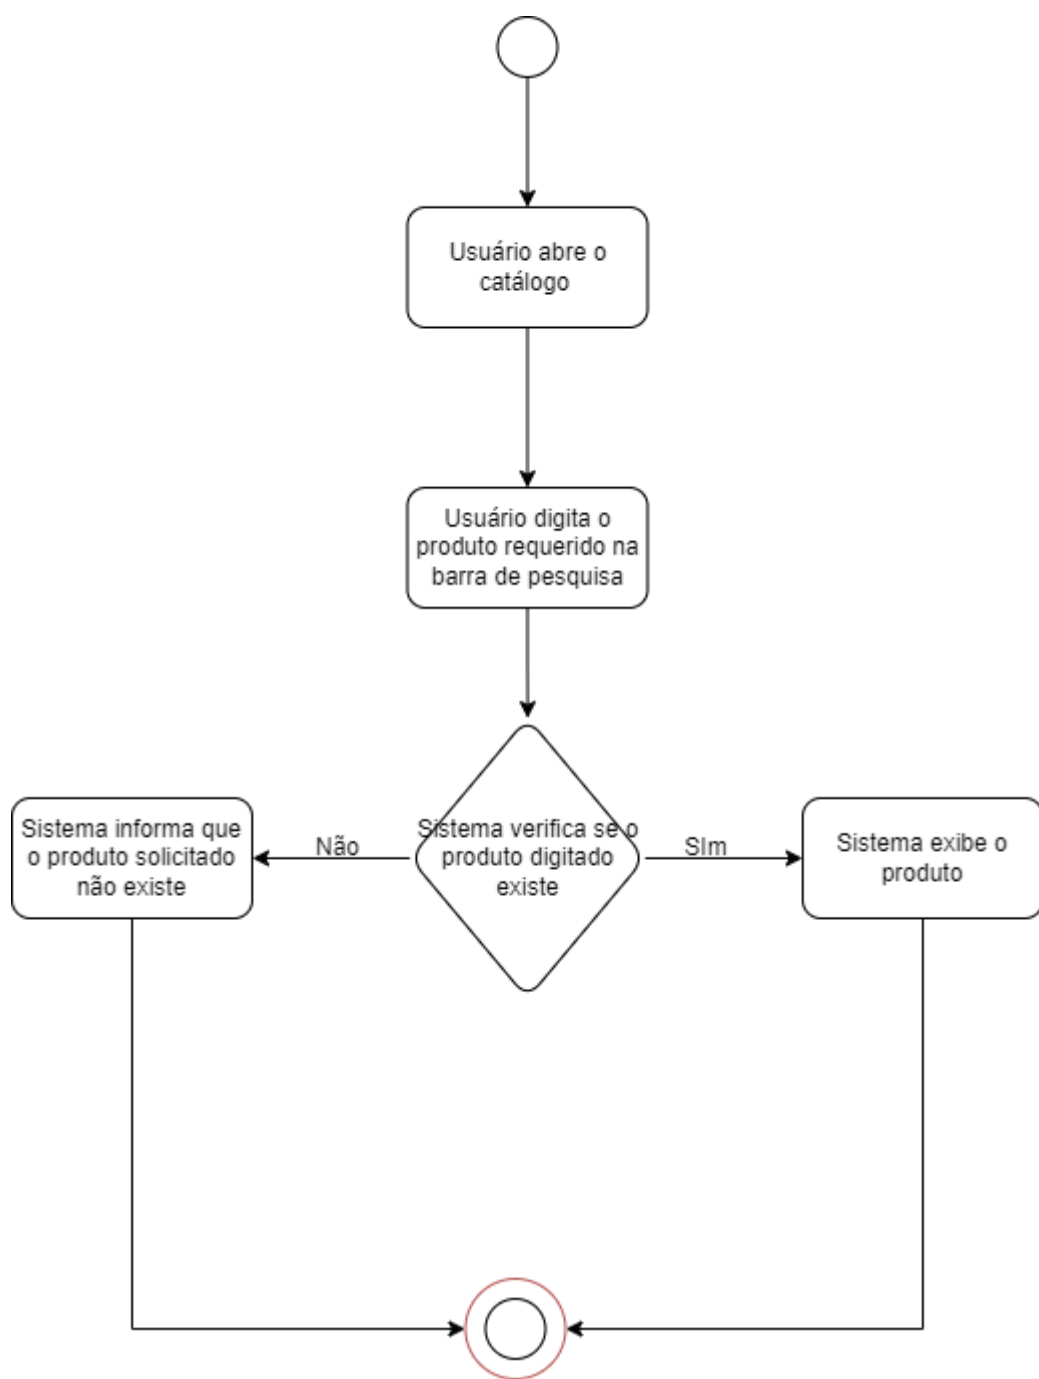 Usuário abre o
catálogo
Usuário digita o
produto requerido na
barra de pesquisa
Sistema informa que
o produto solicitado
não existe
Não
Sistema verifica se o
produto digitado
existe
SIm
Sistema exibe o
produto